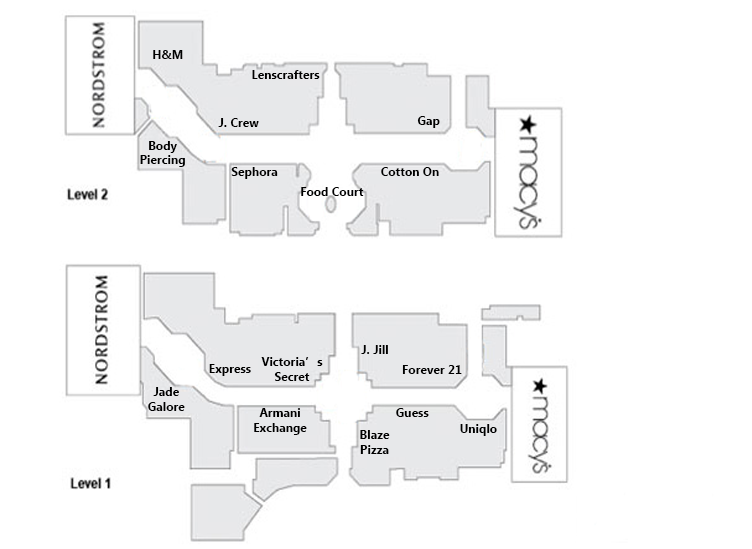 NORDSTROM
H&M
Lenscrafters
J. Crew
Gap
★macy's
Body
Piercing
Sephora
Cotton On
Food Court
Level 2
NORDSTROM
J. Jill
Victoria's
Secret
Express
Forever 21
★macy's
Jade
Galore
Armani
Exchange
Guess
Blaze
Pizza
Uniqlo
Level 1